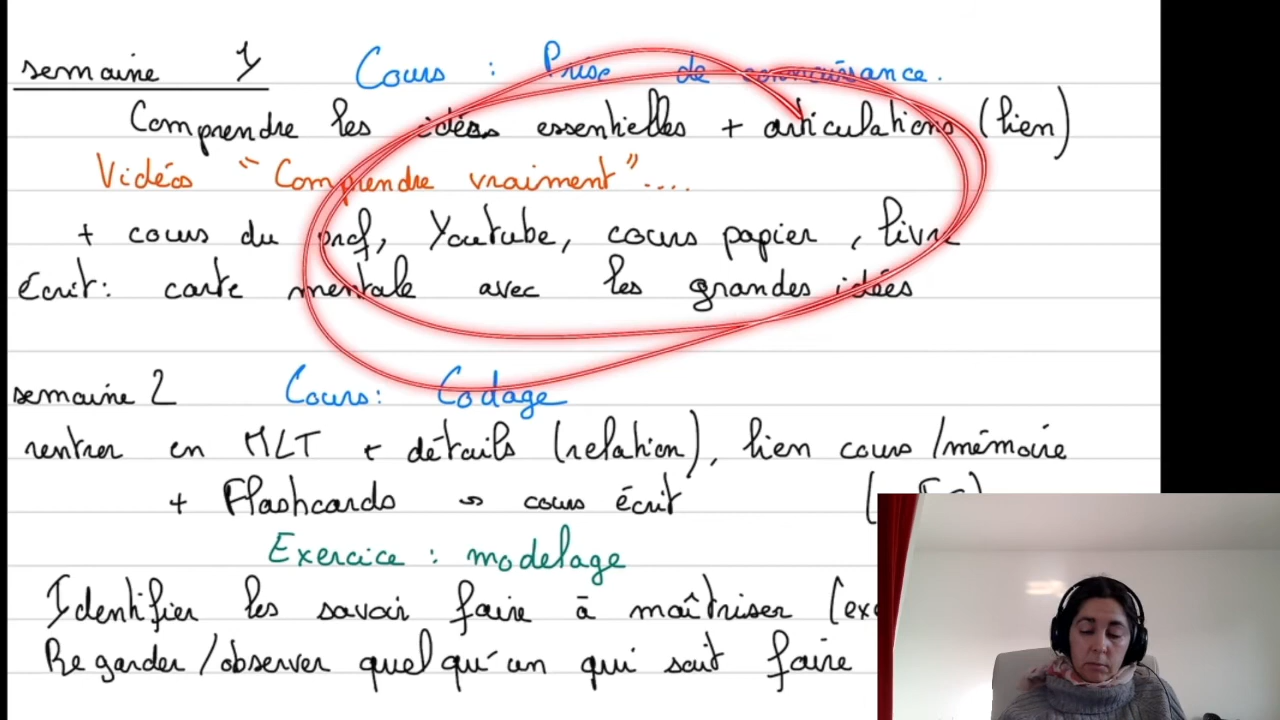 semaine 1 Cours : Prise de connaissance.
Comprendre les idées essentielles + articulations (lien)
Vidéos "Comprendre vraiment"....
+ cours du prof, Youtube, cours papier, livre
Écrit: carte mentale avec les grandes idées
semaine 2 Cours: Codage
rentrer en MLT + détails (relation), lien cours/mémoire
+ Flashcards cours écrit
Exercice : modelage
Identifier les savoir faire à maîtriser (exo
Regarder/observer quelqu'un qui sait faire